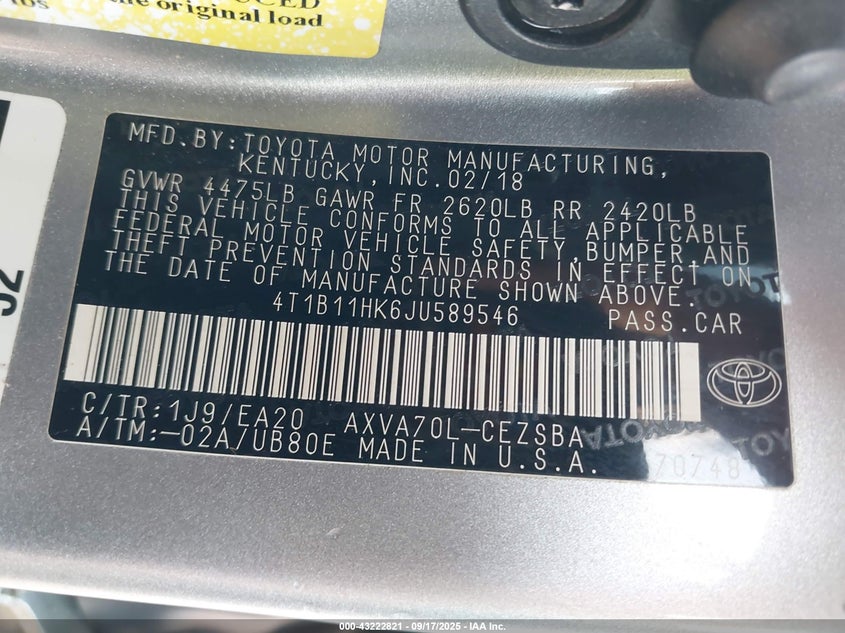 the original load
MFD.BY:TOYOTA MOTOR MANUFACTURING,
KENTUCKY,INC.02/18
GVWR 4475LB GAWR FR 2620LB RR 2420LB
THIS VEHICLE CONFORMS TO ALL APPLICABLE
FEDERAL MOTOR VEHICLE SAFETY,BUMPER,AND
THEFT PREVENTION STANDARDS IN EFFECT ON
THE DATE OF MANUFACTURE SHOWN ABOVE.
4T1B11HK6JU589546 PASS.CAR
C/TR:1J9/EA20 AXVA70L-CEZSBA
A/TM:-02A/UB80E MADE IN U.S.A.
70748
000-43222821 - 09/17/2025 - IAA Inc.